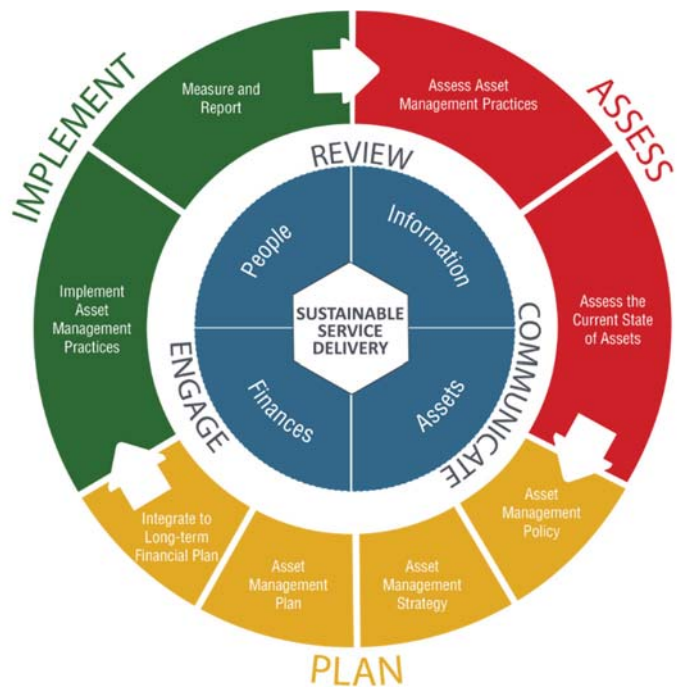 IMPLEMENT
Measure and
Report
Assess Asset
Management Practices
ASSESS
REVIEW
People
Information
Implement
Asset
Management
Practices
SUSTAINABLE
SERVICE
DELIVERY
Assess the
Current State
of Assets
ENGAGE
COMMUNICATE
Finances
Assets
Integrate to
Long-term
Financial Plan
Asset
Management
Plan
Asset
Management
Strategy
Asset
Management
Policy
PLAN